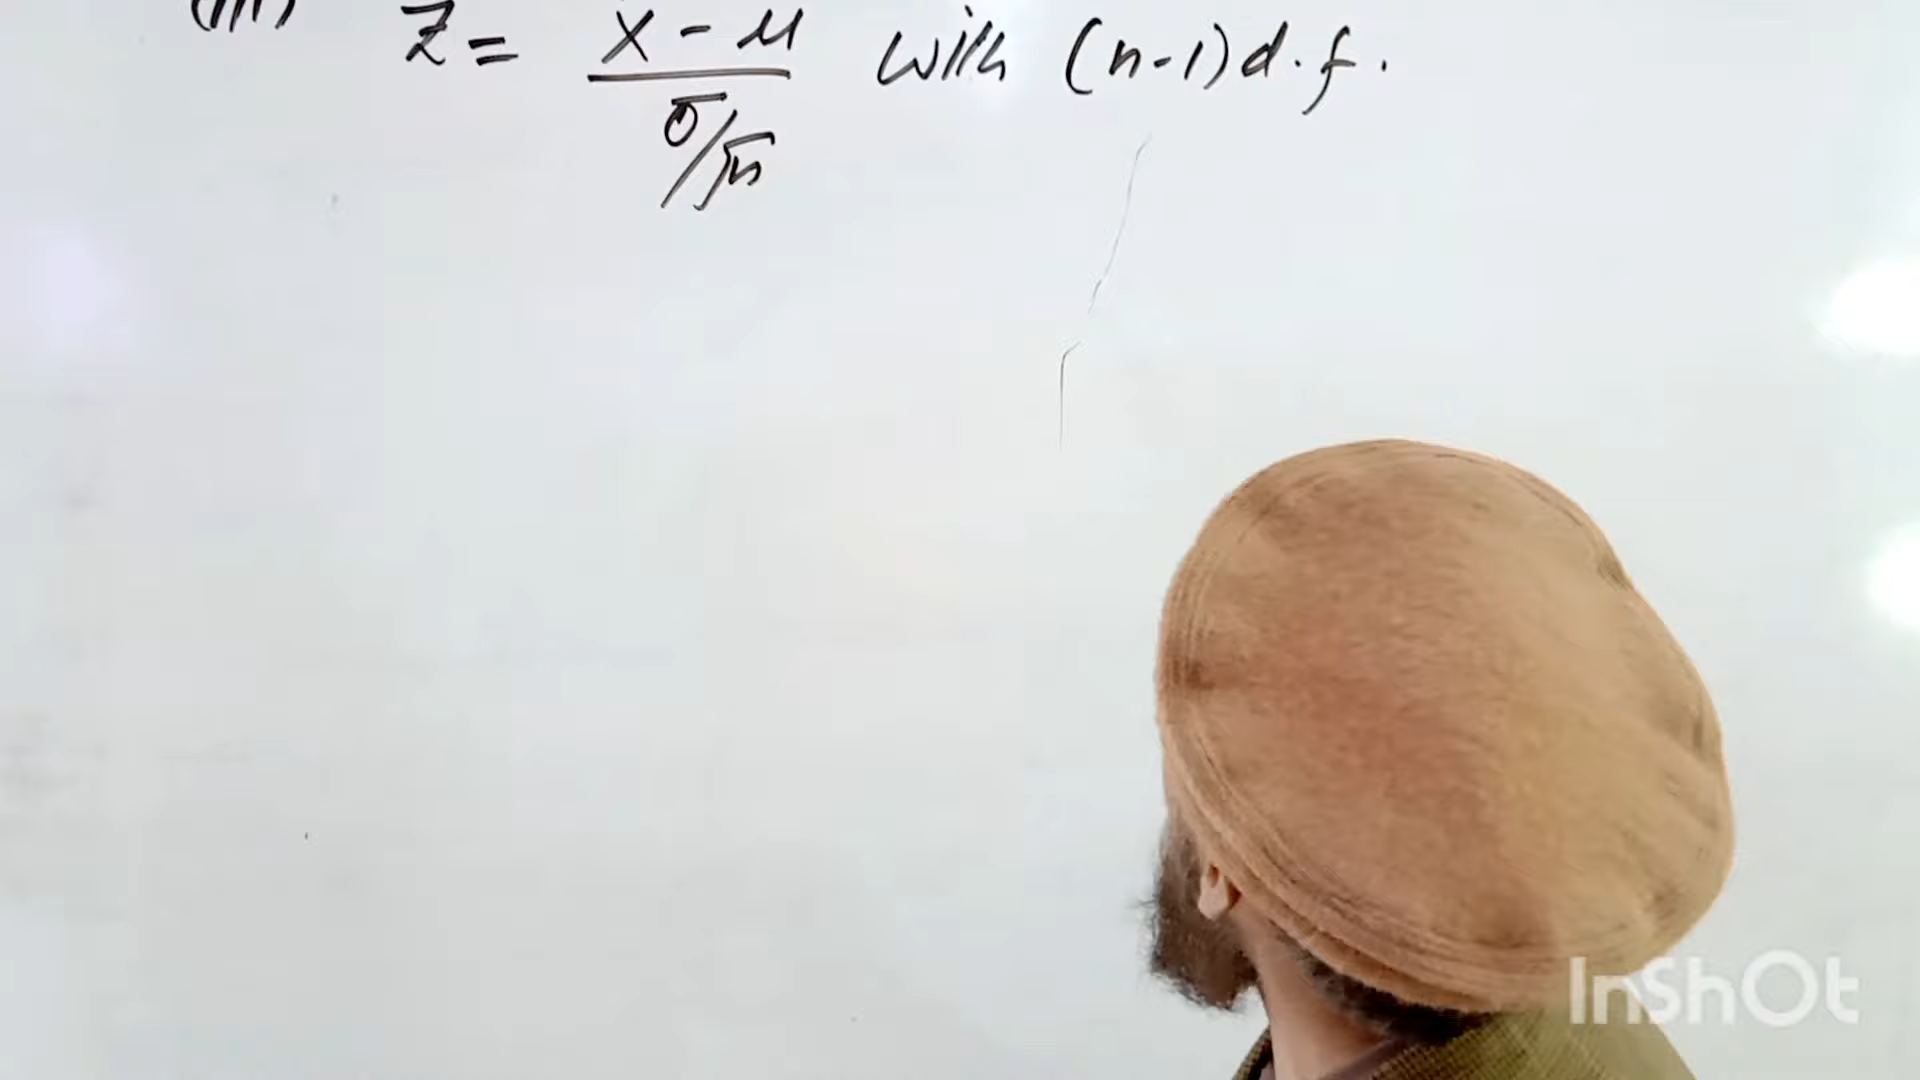 (iii) Z = x - μ with (n-1) d.f.
σ/√n
InShOt